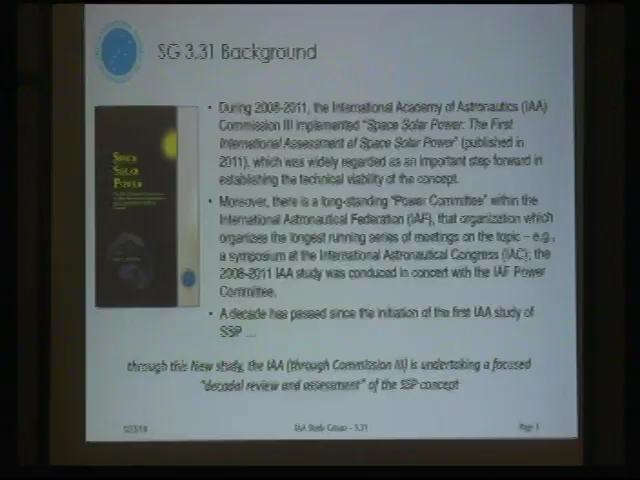 SG 3.31 Background
• During 2008-2011, the International Academy of Astronautics (IAA)
Commission III implemented "Space Solar Power: The First
International Assessment of Space Solar Power" (published in
2011), which was widely regarded as an important step forward in
establishing the technical viability of the concept.
• Moreover, there is a long-standing "Power Committee" within the
International Astronautical Federation (IAF), that organization which
organizes the longest running series of meetings on the topic – e.g.,
a symposium at the International Astronautical Congress (IAC); the
2008-2011 IAA study was conduced in concert with the IAF Power
Committee.
• A decade has passed since the initiation of the first IAA study of
SSP ...
through this New study, the IAA (through Commission III) is undertaking a focused
"decadal review and assessment" of the SSP concept
SPACE
SOLAR
POWER
IAA Study Group – 3.31
Page